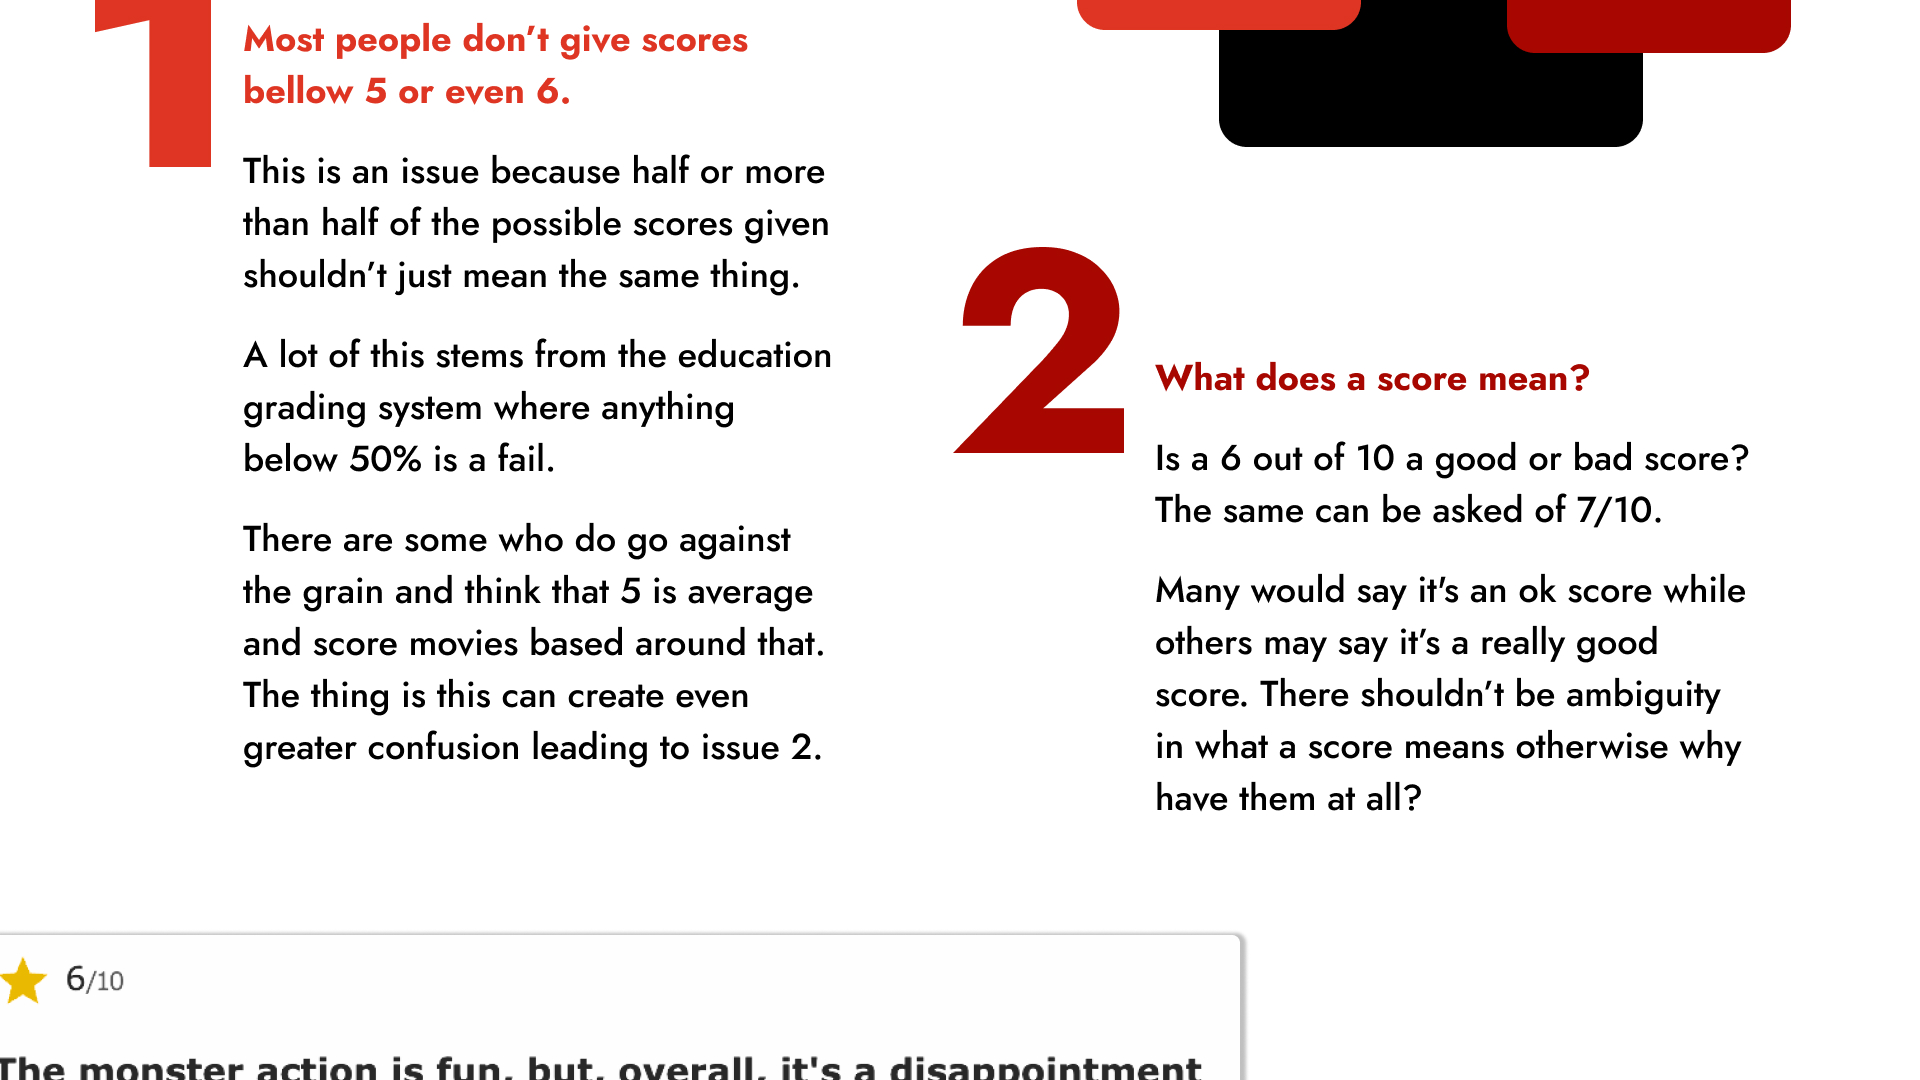 1
Most people don’t give scores
bellow 5 or even 6.
This is an issue because half or more
than half of the possible scores given
shouldn’t just mean the same thing.
A lot of this stems from the education
grading system where anything
below 50% is a fail.
There are some who do go against
the grain and think that 5 is average
and score movies based around that.
The thing is this can create even
greater confusion leading to issue 2.
2
What does a score mean?
Is a 6 out of 10 a good or bad score?
The same can be asked of 7/10.
Many would say it's an ok score while
others may say it’s a really good
score. There shouldn’t be ambiguity
in what a score means otherwise why
have them at all?
6/10
The monster action is fun, but, overall, it's a disappointment